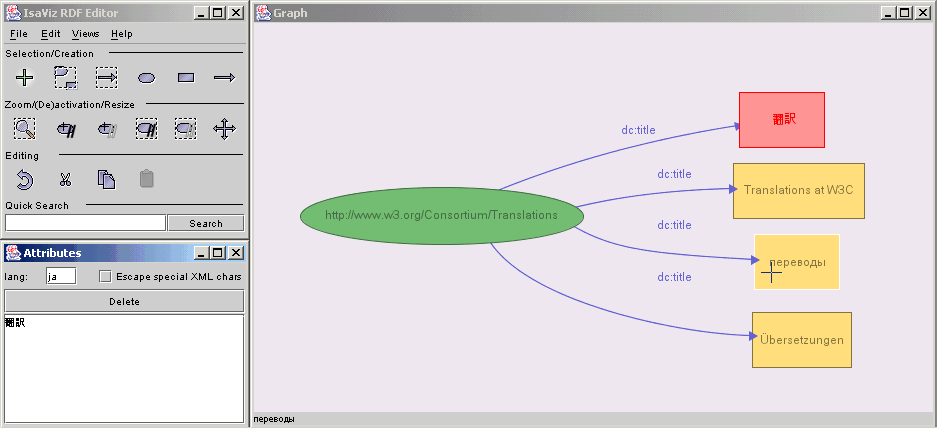 IsaViz RDF Editor
File Edit Views Help
Selection/Creation
Zoom/(De)activation/Resize
Editing
Quick Search
Search
Attributes
lang: ja Escape special XML chars
Delete
翻訳
Graph
dc:title
翻訳
dc:title
Translations at W3C
http://www.w3.org/Consortium/Translations
dc:title
переводы
dc:title
Übersetzungen
переводы